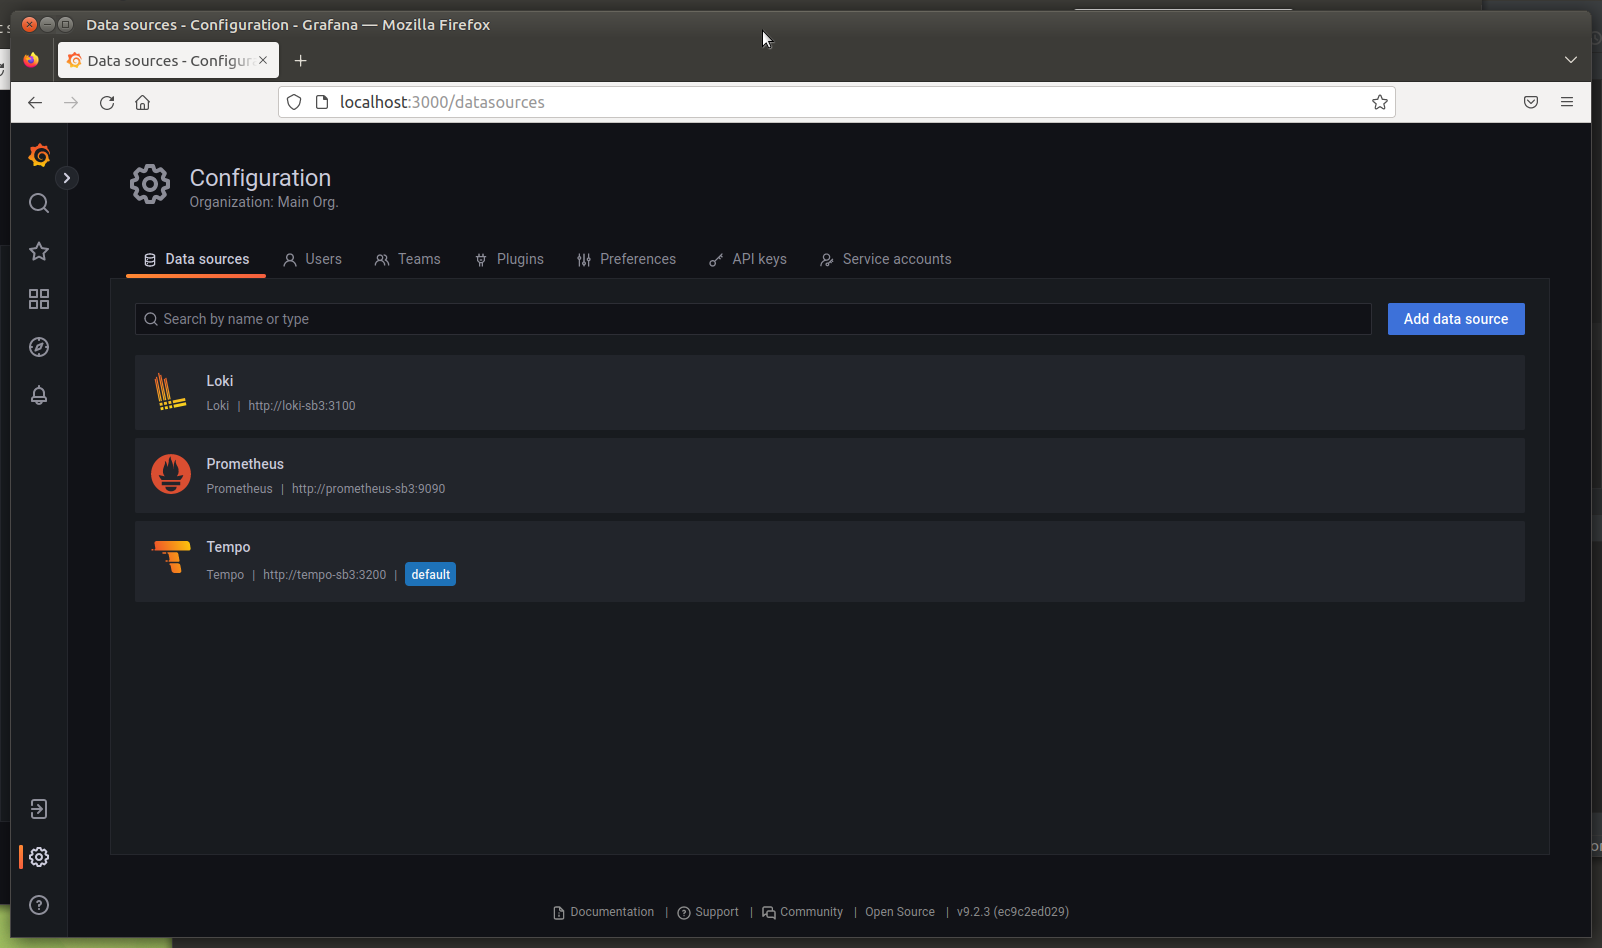 Data sources - Configuration - Grafana — Mozilla Firefox
Data sources - Configur
localhost:3000/datasources
Configuration
Organization: Main Org.
Data sources Users Teams Plugins Preferences API keys Service accounts
Search by name or type Add data source
Loki
Loki | http://loki-sb3:3100
Prometheus
Prometheus | http://prometheus-sb3:9090
Tempo
Tempo | http://tempo-sb3:3200 | default
Documentation | Support | Community | Open Source | v9.2.3 (ec9c2ed029)